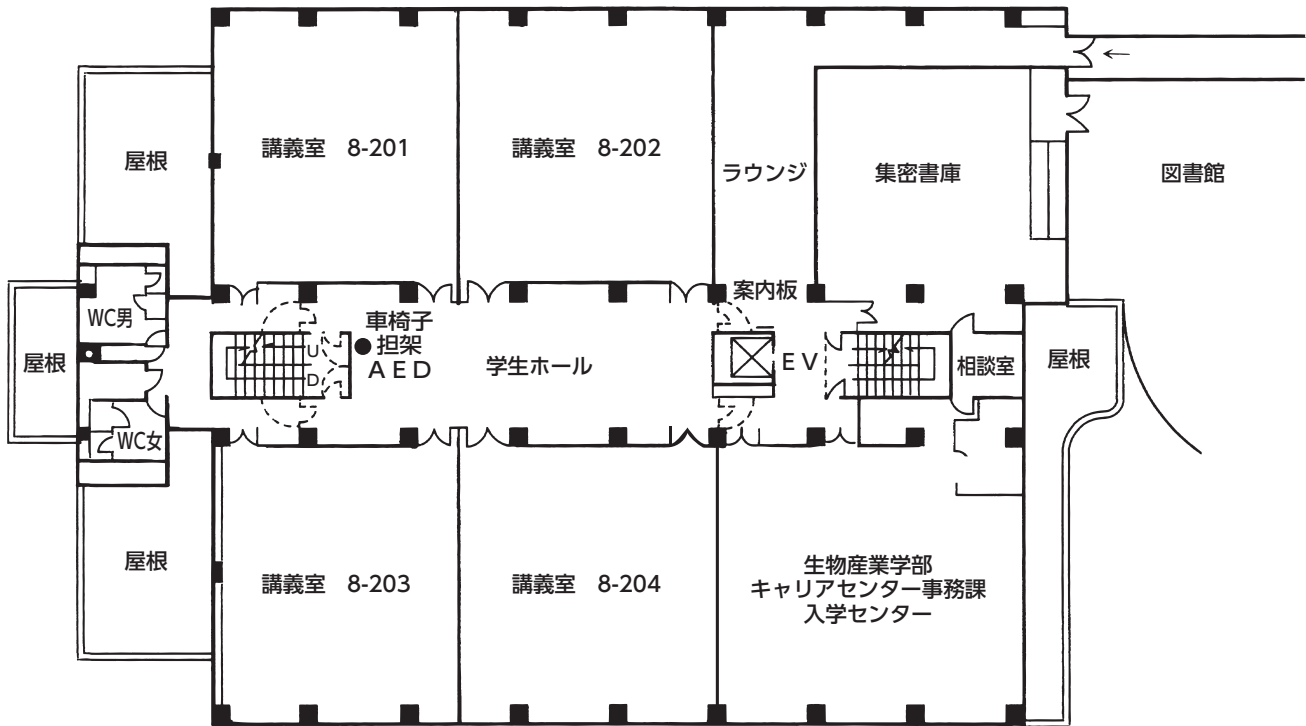 講義室 8-201
講義室 8-202
屋根
ラウンジ
集密書庫
図書館
案内板
WC男
車椅子
担架
AED
U
D
屋根
学生ホール
EV
相談室
屋根
WC女
屋根
講義室 8-203
講義室 8-204
生物産業学部
キャリアセンター事務課
入学センター